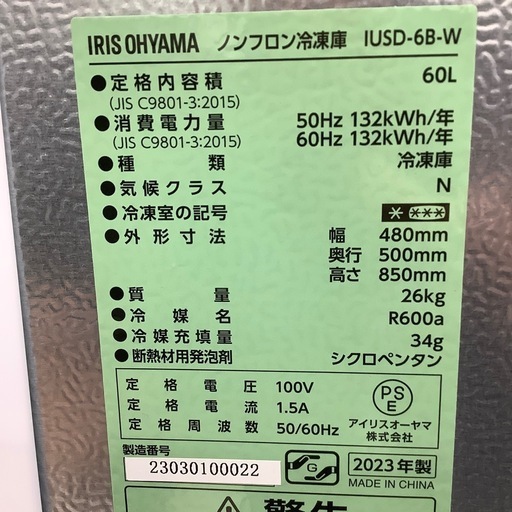 IRIS OHYAMA ノンフロン冷凍庫 IUSD-6B-W
●定格内容積 60L
(JIS C9801-3:2015)
●消費電力量 50Hz 132kWh/年
(JIS C9801-3:2015) 60Hz 132kWh/年
●種類 冷凍庫
●気候クラス N
●冷凍室の記号 * ***
●外形寸法 幅 480mm
奥行 500mm
高さ 850mm
●質量 26kg
●冷媒名 R600a
●冷媒充填量 34g
●断熱材用発泡剤 シクロペンタン
定格電圧 100V
定格電流 1.5A
定格周波数 50/60Hz
PS
E
アイリスオーヤマ
株式会社
製造番号
23030100022
G
2023年製
警告